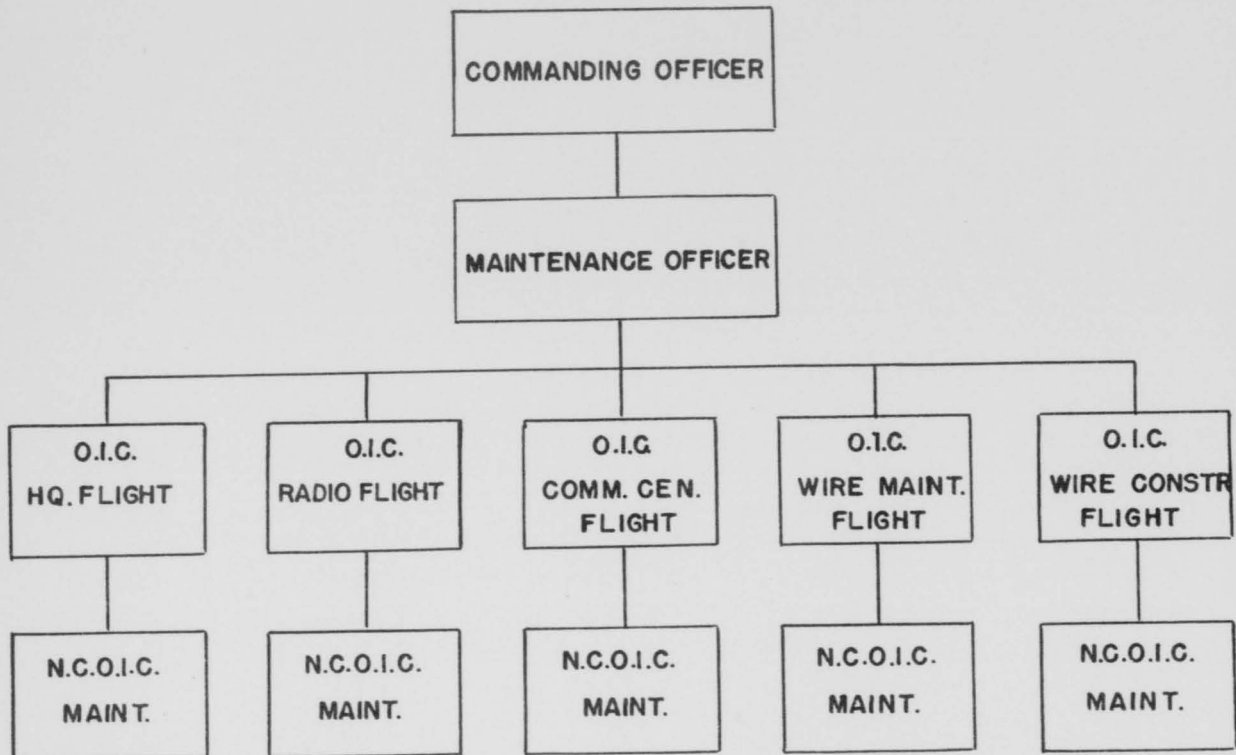 COMMANDING OFFICER
MAINTENANCE OFFICER
O.I.C.
HQ. FLIGHT
O.I.C.
RADIO FLIGHT
O.I.C.
COMM. CEN.
FLIGHT
O.I.C.
WIRE MAINT.
FLIGHT
O.I.C.
WIRE CONSTR
FLIGHT
N.C.O.I.C.
MAINT.
N.C.O.I.C.
MAINT.
N.C.O.I.C.
MAINT.
N.C.O.I.C.
MAINT.
N.C.O.I.C.
MAINT.